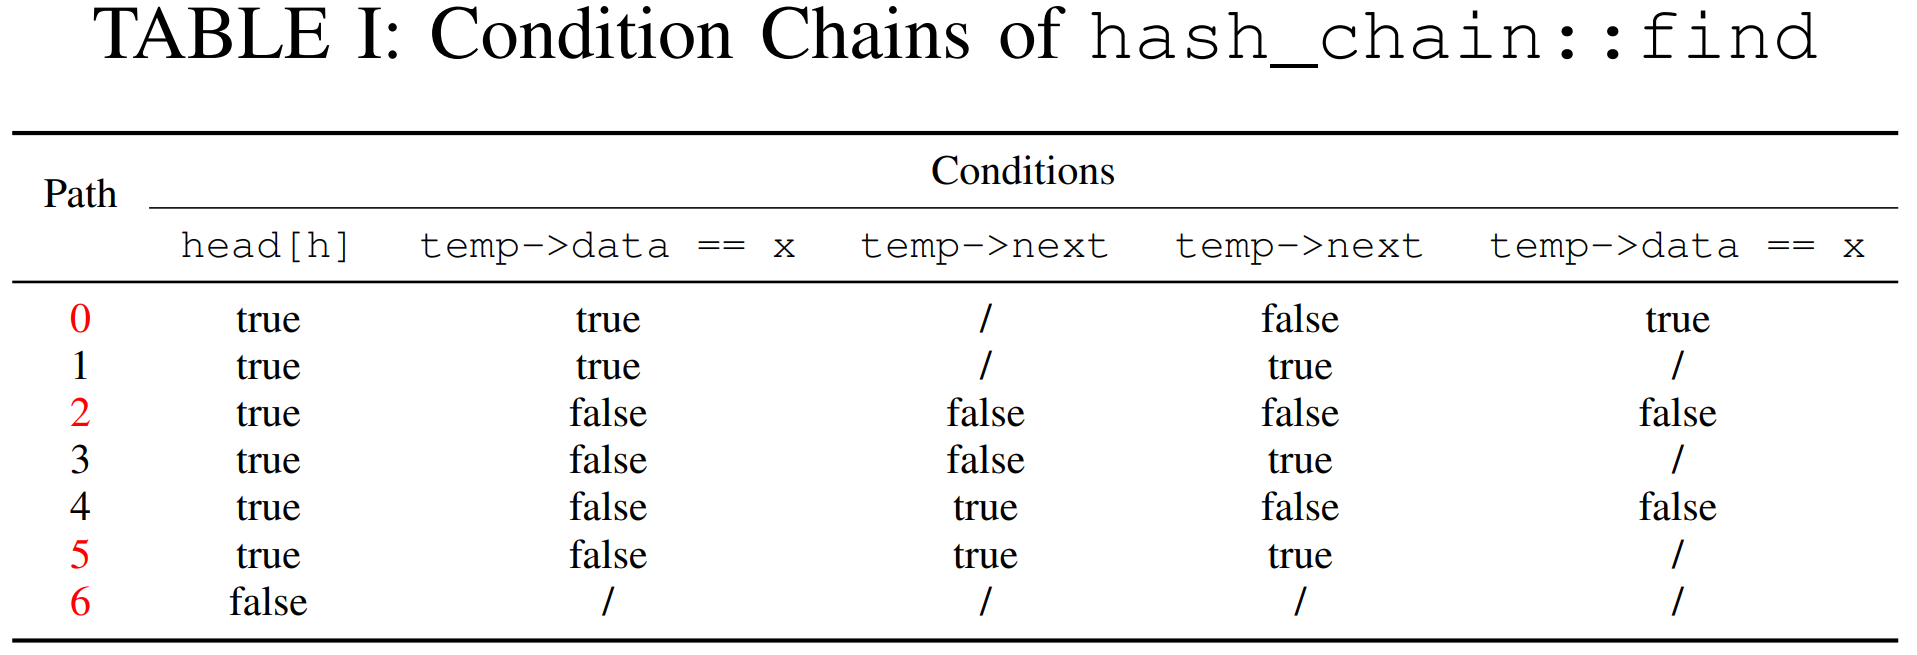 TABLE I: Condition Chains of hash_chain::find
Conditions
Path
head[h] temp->data == x temp->next temp->next temp->data == x
0 true true / false true
1 true true / true /
2 true false false false false
3 true false false true /
4 true false true false false
5 true false true true /
6 false / / / /